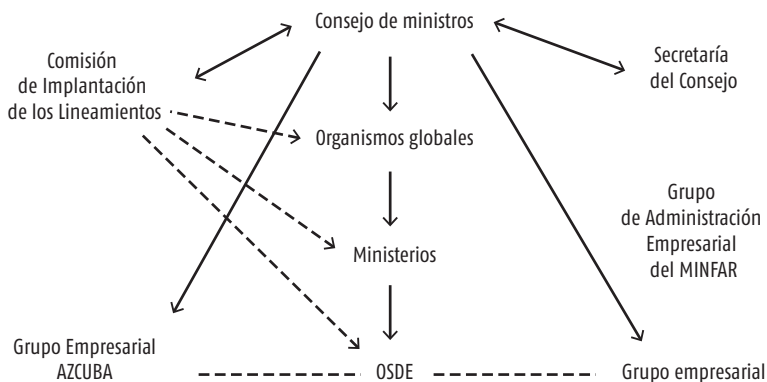 Consejo de ministros
Comisión
de Implantación
de los Lineamientos
Secretaría
del Consejo
Organismos globales
Grupo
de Administración
Empresarial
del MINFAR
Ministerios
Grupo Empresarial
AZCUBA
OSDE
Grupo empresarial